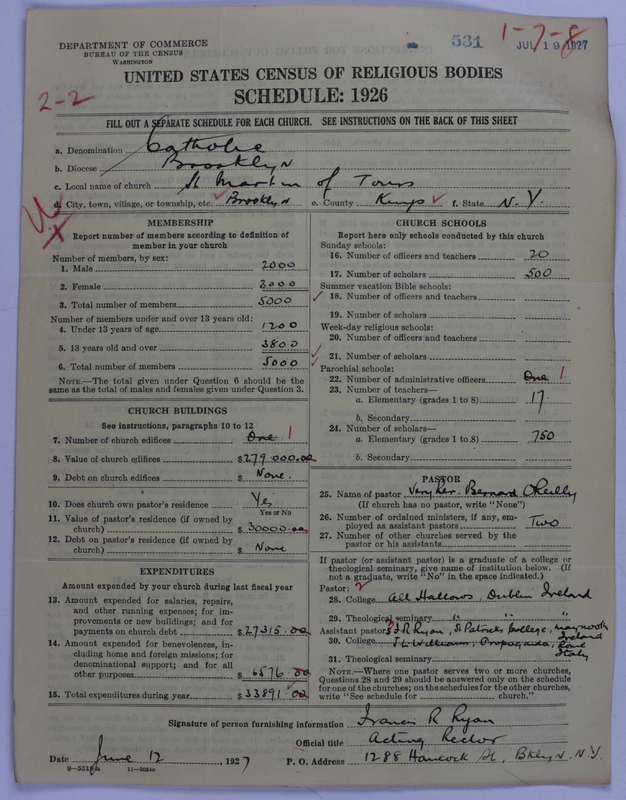 DEPARTMENT OF COMMERCE
BUREAU OF THE CENSUS
WASHINGTON
531
1-7-8
JUL 19 1927
UNITED STATES CENSUS OF RELIGIOUS BODIES
SCHEDULE: 1926
2-2
FILL OUT A SEPARATE SCHEDULE FOR EACH CHURCH. SEE INSTRUCTIONS ON THE BACK OF THIS SHEET
a. Denomination Catholic
b. Diocese Brooklyn
c. Local name of church St Martin of Tours
d. City, town, village, or township, etc. Brooklyn e. County Kings f. State N. Y.
MEMBERSHIP
Report number of members according to definition of member in your church
Number of members, by sex:
1. Male 2000
2. Female 3000
3. Total number of members 5000
Number of members under and over 13 years old:
4. Under 13 years of age 1200
5. 13 years old and over 3800
6. Total number of members 5000
NOTE.—The total given under Question 6 should be the
same as the total of males and females given under Question 3.
CHURCH BUILDINGS
See instructions, paragraphs 10 to 12
7. Number of church edifices One 1
8. Value of church edifices $279,000.00
9. Debt on church edifices $ None.
10. Does church own pastor's residence Yes
Yes or No
11. Value of pastor's residence (if owned by
church) $30000.00
12. Debt on pastor's residence (if owned by
church) $ None
EXPENDITURES
Amount expended by your church during last fiscal year
13. Amount expended for salaries, repairs,
and other running expenses; for im-
provements or new buildings; and for
payments on church debt $27315.00
14. Amount expended for benevolences, in-
cluding home and foreign missions; for
denominational support; and for all
other purposes $6576 00
15. Total expenditures during year $33891.00
CHURCH SCHOOLS
Report here only schools conducted by this church
Sunday schools:
16. Number of officers and teachers 20
17. Number of scholars 500
Summer vacation Bible schools:
18. Number of officers and teachers
19. Number of scholars
Week-day religious schools:
20. Number of officers and teachers
21. Number of scholars
Parochial schools:
22. Number of administrative officers One 1
23. Number of teachers—
a. Elementary (grades 1 to 8) 17.
b. Secondary
24. Number of scholars—
a. Elementary (grades 1 to 8) 750
b. Secondary
PASTOR
25. Name of pastor Very Rev. Bernard O'Reilly
(If church has no pastor, write "None")
26. Number of ordained ministers, if any, em-
ployed as assistant pastors Two
27. Number of other churches served by the
pastor or his assistants
If pastor (or assistant pastor) is a graduate of a college or
theological seminary, give name of institution below. (If
not a graduate, write "No" in the space indicated.)
Pastor: 2
28. College All Hallows, Dublin Ireland
29. Theological seminary " " "
Assistant pastor: F R Ryan, St Patricks College, Maynooth Ireland
30. College J L William, Propaganda, Rome Italy
31. Theological seminary
NOTE.—Where one pastor serves two or more churches,
Questions 28 and 29 should be answered only on the schedule
for one of the churches; on the schedules for the other churches,
write "See schedule for church."
Signature of person furnishing information Francis R Ryan
Official title Acting Rector
Date June 12, 1927 P. O. Address 1288 Hancock St, Bklyn. N. Y.
8-5518a 11-8054